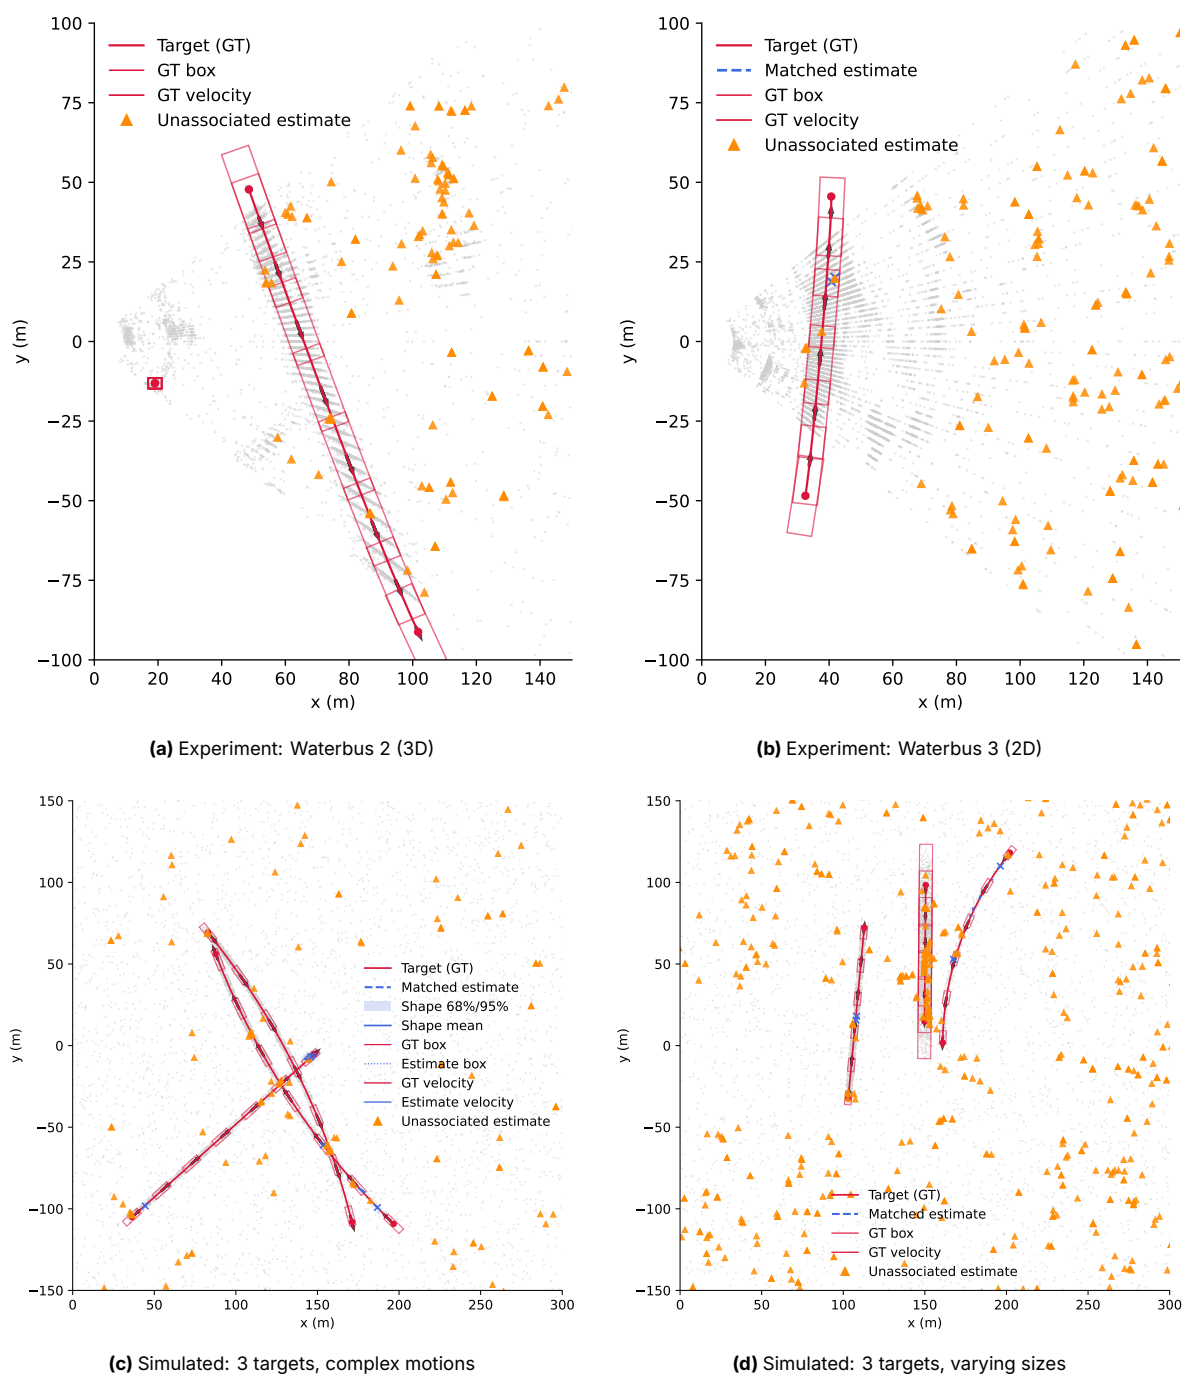 100
75
50
25
0
−25
−50
−75
−100
y (m)
0 20 40 60 80 100 120 140
x (m)
Target (GT)
GT box
GT velocity
Unassociated estimate
(a) Experiment: Waterbus 2 (3D)
100
75
50
25
0
−25
−50
−75
−100
y (m)
0 20 40 60 80 100 120 140
x (m)
Target (GT)
Matched estimate
GT box
GT velocity
Unassociated estimate
(b) Experiment: Waterbus 3 (2D)
150
100
50
0
−50
−100
−150
y (m)
0 50 100 150 200 250 300
x (m)
Target (GT)
Matched estimate
Shape 68%/95%
Shape mean
GT box
Estimate box
GT velocity
Estimate velocity
Unassociated estimate
(c) Simulated: 3 targets, complex motions
150
100
50
0
−50
−100
−150
y (m)
0 50 100 150 200 250 300
x (m)
Target (GT)
Matched estimate
GT box
GT velocity
Unassociated estimate
(d) Simulated: 3 targets, varying sizes